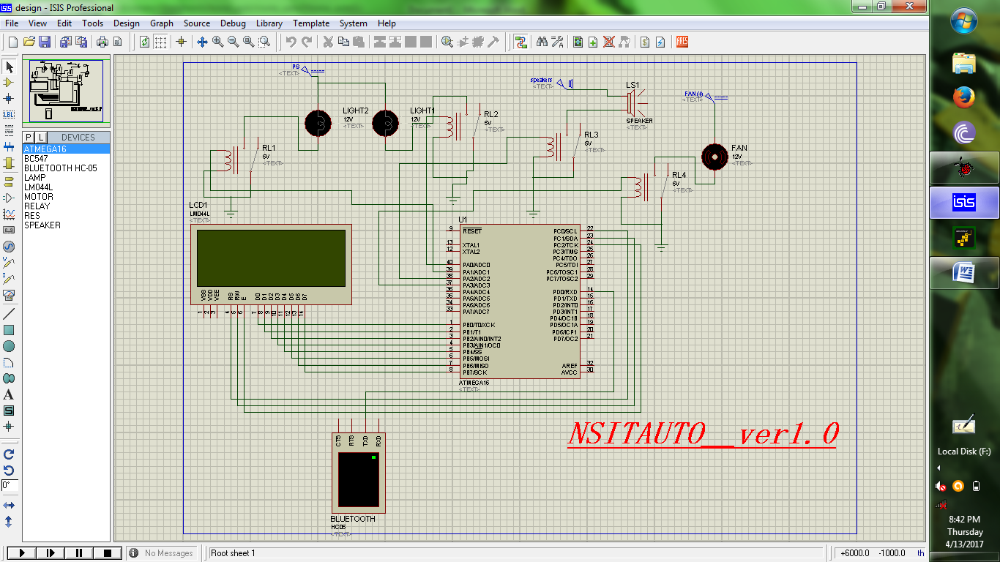 design - ISIS Professional
File View Edit Tools Design Graph Source Debug Library Template System Help
ARES
LBL
P L DEVICES
ATMEGA16
BC547
BLUETOOTH HC-05
LAMP
LM044L
MOTOR
RELAY
RES
SPEAKER
A
S
0°
PS
<TEXT>
LIGHT2
12V
<TEXT>
LIGHT1
12V
<TEXT>
RL1
5V
<TEXT>
RL2
5V
<TEXT>
speakers
<TEXT>
LS1
SPEAKER
<TEXT>
RL3
5V
<TEXT>
FAN(+)
<TEXT>
FAN
12V
<TEXT>
RL4
5V
<TEXT>
LCD1
LM044L
<TEXT>
VSS VDD VEE RS RW E D0 D1 D2 D3 D4 D5 D6 D7
1 2 3 4 5 6 7 8 9 10 11 12 13 14
U1
9 RESET PC0/SCL 22
PC1/SDA 23
13 XTAL1 PC2/TCK 24
12 XTAL2 PC3/TMS 25
PC4/TDO 26
40 PA0/ADC0 PC5/TDI 27
39 PA1/ADC1 PC6/TOSC1 28
38 PA2/ADC2 PC7/TOSC2 29
37 PA3/ADC3
36 PA4/ADC4 PD0/RXD 14
35 PA5/ADC5 PD1/TXD 15
34 PA6/ADC6 PD2/INT0 16
33 PA7/ADC7 PD3/INT1 17
PD4/OC1B 18
1 PB0/T0/XCK PD5/OC1A 19
2 PB1/T1 PD6/ICP1 20
3 PB2/AIN0/INT2 PD7/OC2 21
4 PB3/AIN1/OC0
5 PB4/SS
6 PB5/MOSI
7 PB6/MISO AREF 32
8 PB7/SCK AVCC 30
ATMEGA16
<TEXT>
CTS RTS TXD RXD
BLUETOOTH
HC05
<TEXT>
NSITAUTO__ver1.0
No Messages
Root sheet 1
+6000.0 -1000.0 th
isis
W
Local Disk (F:)
8:42 PM
Thursday
4/13/2017